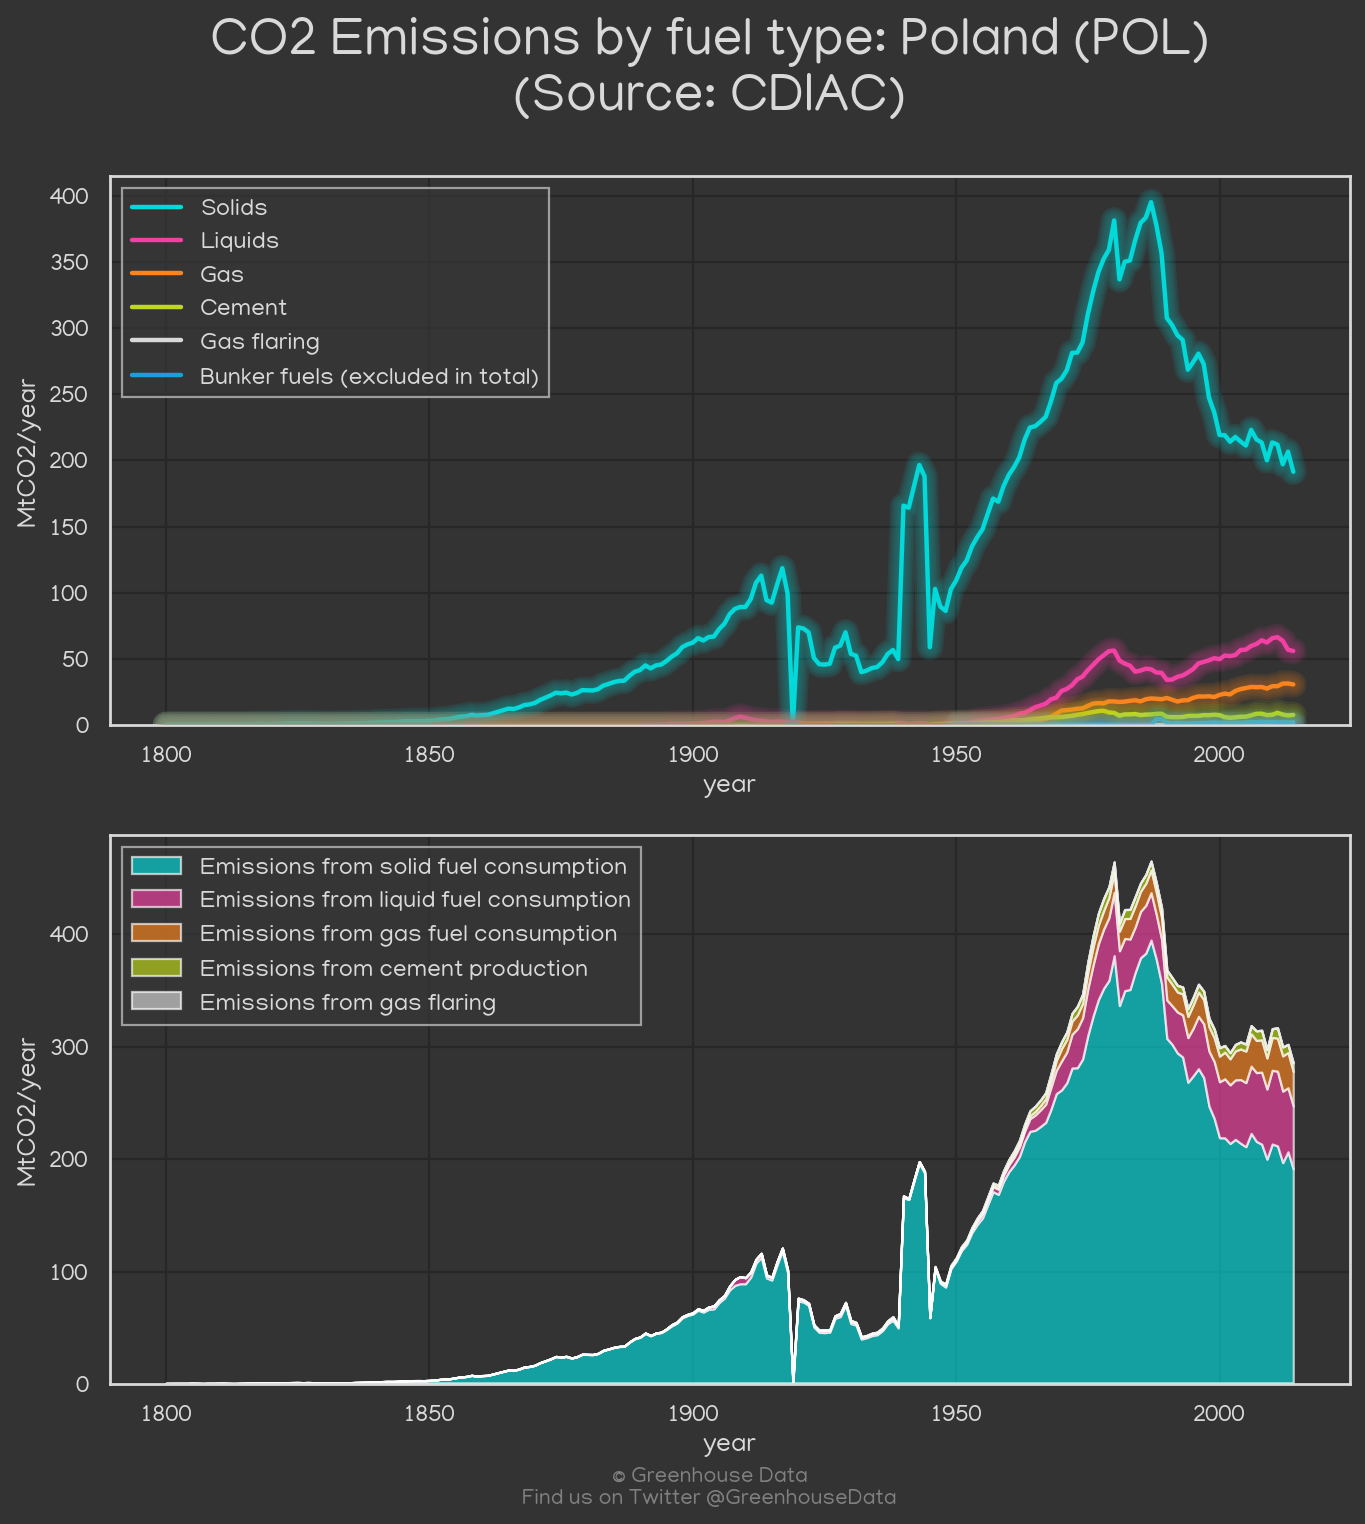 CO2 Emissions by fuel type: Poland (POL)
(Source: CDIAC)
MtCO2/year
400
350
300
250
200
150
100
50
0
Solids
Liquids
Gas
Cement
Gas flaring
Bunker fuels (excluded in total)
1800 1850 1900 1950 2000
year
MtCO2/year
400
300
200
100
0
Emissions from solid fuel consumption
Emissions from liquid fuel consumption
Emissions from gas fuel consumption
Emissions from cement production
Emissions from gas flaring
1800 1850 1900 1950 2000
year
© Greenhouse Data
Find us on Twitter @GreenhouseData